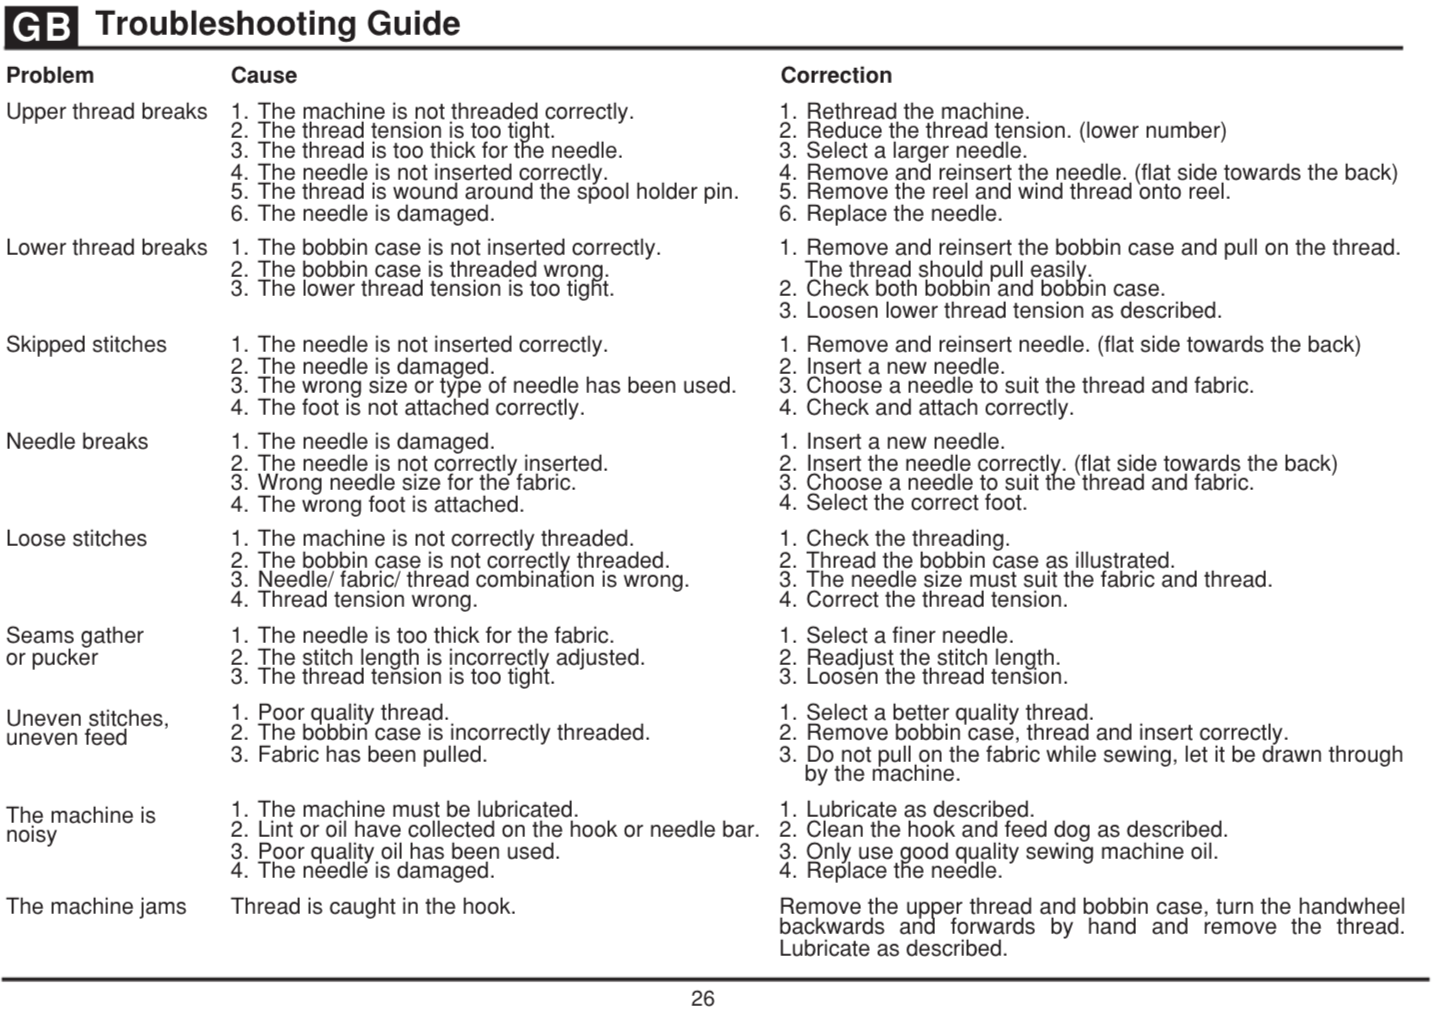 GB Troubleshooting Guide
Problem Cause Correction
Upper thread breaks 1. The machine is not threaded correctly. 1. Rethread the machine.
2. The thread tension is too tight. 2. Reduce the thread tension. (lower number)
3. The thread is too thick for the needle. 3. Select a larger needle.
4. The needle is not inserted correctly. 4. Remove and reinsert the needle. (flat side towards the back)
5. The thread is wound around the spool holder pin. 5. Remove the reel and wind thread onto reel.
6. The needle is damaged. 6. Replace the needle.
Lower thread breaks 1. The bobbin case is not inserted correctly. 1. Remove and reinsert the bobbin case and pull on the thread.
2. The bobbin case is threaded wrong. The thread should pull easily.
3. The lower thread tension is too tight. 2. Check both bobbin and bobbin case.
3. Loosen lower thread tension as described.
Skipped stitches 1. The needle is not inserted correctly. 1. Remove and reinsert needle. (flat side towards the back)
2. The needle is damaged. 2. Insert a new needle.
3. The wrong size or type of needle has been used. 3. Choose a needle to suit the thread and fabric.
4. The foot is not attached correctly. 4. Check and attach correctly.
Needle breaks 1. The needle is damaged. 1. Insert a new needle.
2. The needle is not correctly inserted. 2. Insert the needle correctly. (flat side towards the back)
3. Wrong needle size for the fabric. 3. Choose a needle to suit the thread and fabric.
4. The wrong foot is attached. 4. Select the correct foot.
Loose stitches 1. The machine is not correctly threaded. 1. Check the threading.
2. The bobbin case is not correctly threaded. 2. Thread the bobbin case as illustrated.
3. Needle/ fabric/ thread combination is wrong. 3. The needle size must suit the fabric and thread.
4. Thread tension wrong. 4. Correct the thread tension.
Seams gather 1. The needle is too thick for the fabric. 1. Select a finer needle.
or pucker 2. The stitch length is incorrectly adjusted. 2. Readjust the stitch length.
3. The thread tension is too tight. 3. Loosen the thread tension.
Uneven stitches, 1. Poor quality thread. 1. Select a better quality thread.
uneven feed 2. The bobbin case is incorrectly threaded. 2. Remove bobbin case, thread and insert correctly.
3. Fabric has been pulled. 3. Do not pull on the fabric while sewing, let it be drawn through
by the machine.
The machine is 1. The machine must be lubricated. 1. Lubricate as described.
noisy 2. Lint or oil have collected on the hook or needle bar. 2. Clean the hook and feed dog as described.
3. Poor quality oil has been used. 3. Only use good quality sewing machine oil.
4. The needle is damaged. 4. Replace the needle.
The machine jams Thread is caught in the hook. Remove the upper thread and bobbin case, turn the handwheel
backwards and forwards by hand and remove the thread.
Lubricate as described.
26